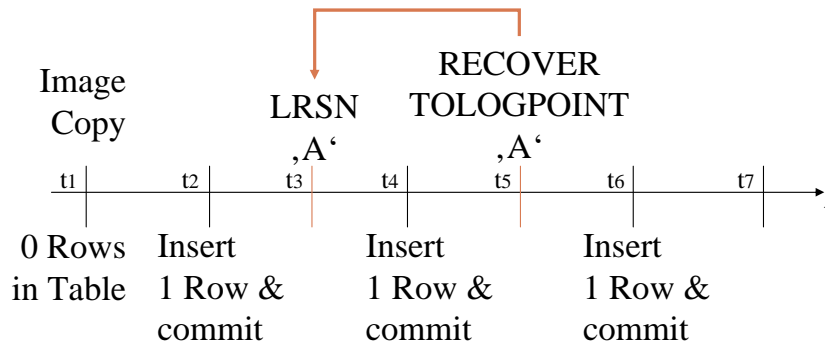 Image
Copy
LRSN
‚A‘
RECOVER
TOLOGPOINT
‚A‘
t1
t2
t3
t4
t5
t6
t7
0 Rows
in Table
Insert
1 Row &
commit
Insert
1 Row &
commit
Insert
1 Row &
commit